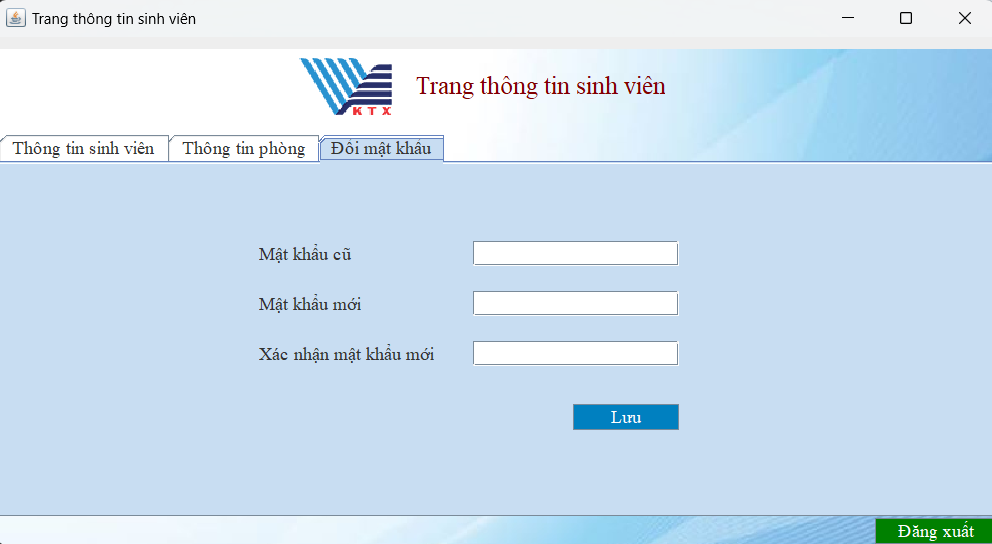 Trang thông tin sinh viên
KTX
Trang thông tin sinh viên
Thông tin sinh viên
Thông tin phòng
Đổi mật khẩu
Mật khẩu cũ
Mật khẩu mới
Xác nhận mật khẩu mới
Lưu
Đăng xuất